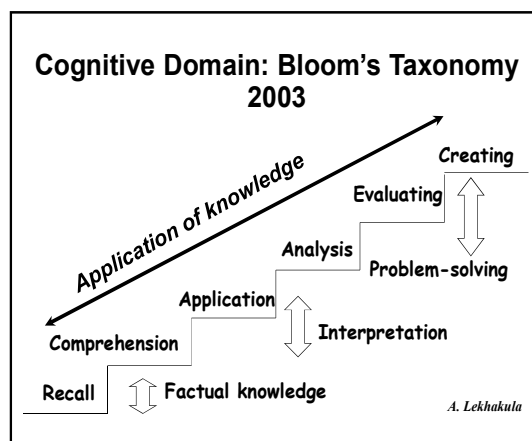 Cognitive Domain: Bloom's Taxonomy
2003
Application of knowledge
Creating
Evaluating
Analysis
Problem-solving
Application
Interpretation
Comprehension
Recall
Factual knowledge
A. Lekhakula